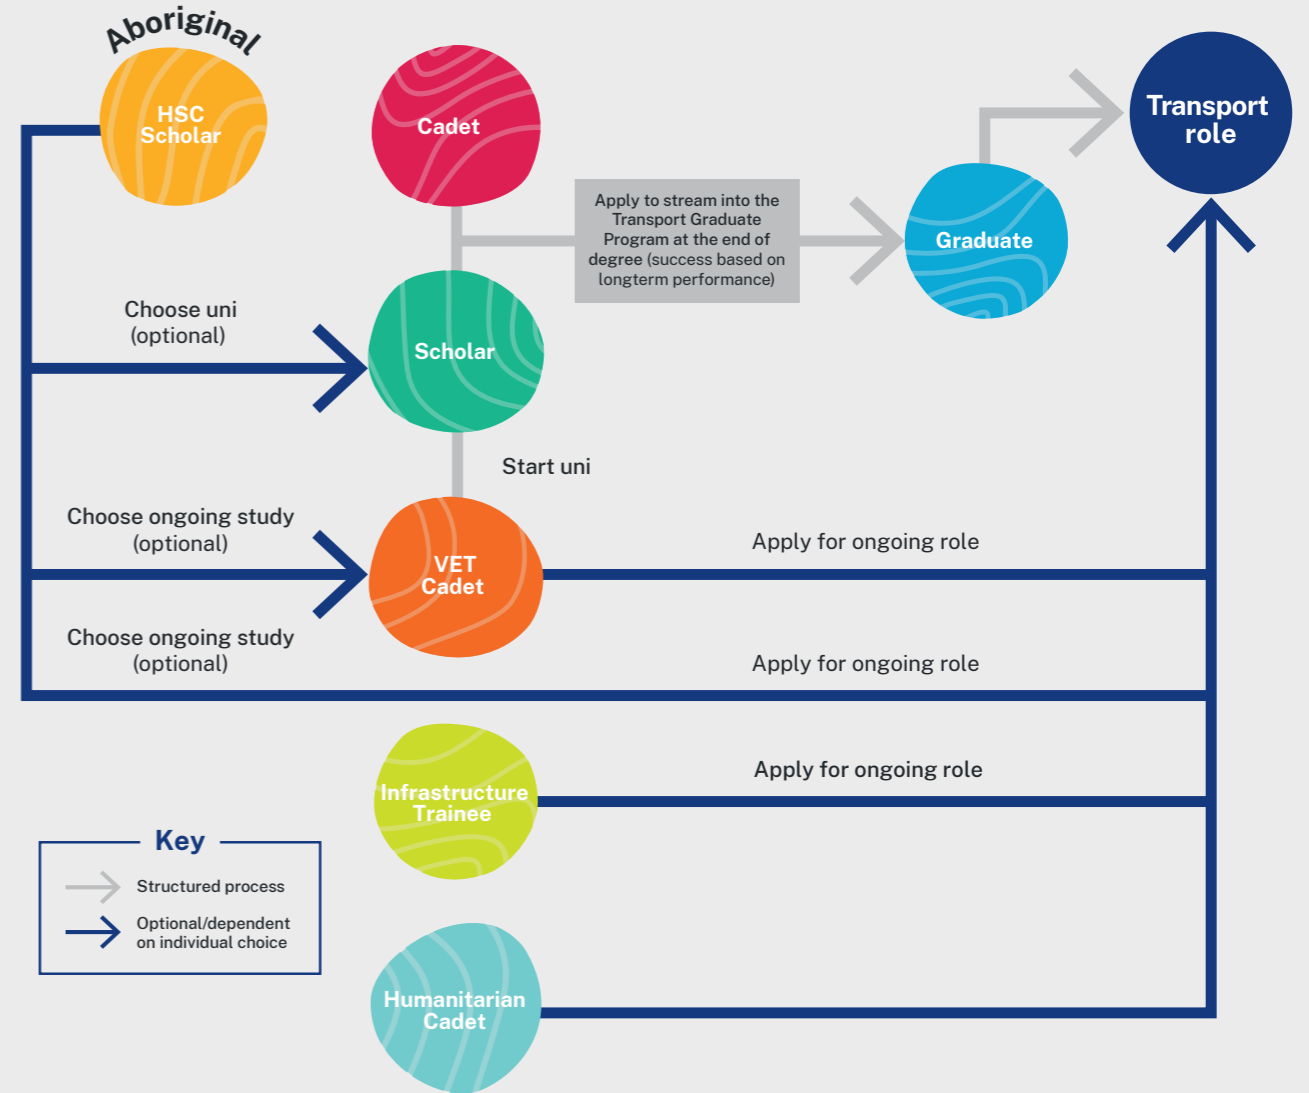 Aboriginal
HSC
Scholar
Cadet
Transport
role
Apply to stream into the
Transport Graduate
Program at the end of
degree (success based on
longterm performance)
Graduate
Choose uni
(optional)
Scholar
Start uni
Choose ongoing study
(optional)
VET
Cadet
Apply for ongoing role
Choose ongoing study
(optional)
Apply for ongoing role
Infrastructure
Trainee
Apply for ongoing role
Key
Structured process
Optional/dependent
on individual choice
Humanitarian
Cadet